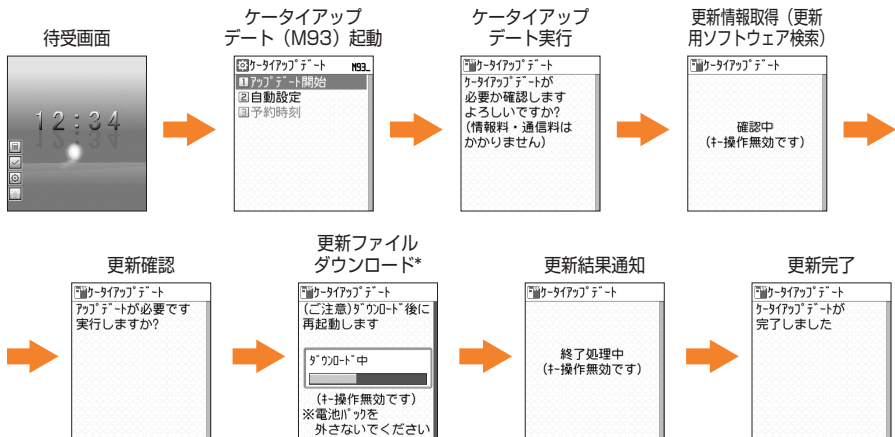 待受画面
12:34
ケータイアップ
デート（M93）起動
ｹｰﾀｲｱｯﾌﾟﾃﾞｰﾄ M93_
1ｱｯﾌﾟﾃﾞｰﾄ開始
2自動設定
3予約時刻
ケータイアップ
デート実行
ｹｰﾀｲｱｯﾌﾟﾃﾞｰﾄ
ｹｰﾀｲｱｯﾌﾟﾃﾞｰﾄが
必要か確認します
よろしいですか?
(情報料・通信料は
かかりません)
更新情報取得（更新
用ソフトウェア検索）
ｹｰﾀｲｱｯﾌﾟﾃﾞｰﾄ
確認中
(ｷｰ操作無効です)
更新確認
ｹｰﾀｲｱｯﾌﾟﾃﾞｰﾄ
ｱｯﾌﾟﾃﾞｰﾄが必要です
実行しますか?
更新ファイル
ダウンロード*
ｹｰﾀｲｱｯﾌﾟﾃﾞｰﾄ
(ご注意)ﾀﾞｳﾝﾛｰﾄﾞ後に
再起動します
ﾀﾞｳﾝﾛｰﾄﾞ中
(ｷｰ操作無効です)
※電池ﾊﾟｯｸを
外さないでください
更新結果通知
ｹｰﾀｲｱｯﾌﾟﾃﾞｰﾄ
終了処理中
(ｷｰ操作無効です)
更新完了
ｹｰﾀｲｱｯﾌﾟﾃﾞｰﾄ
ｹｰﾀｲｱｯﾌﾟﾃﾞｰﾄが
完了しました